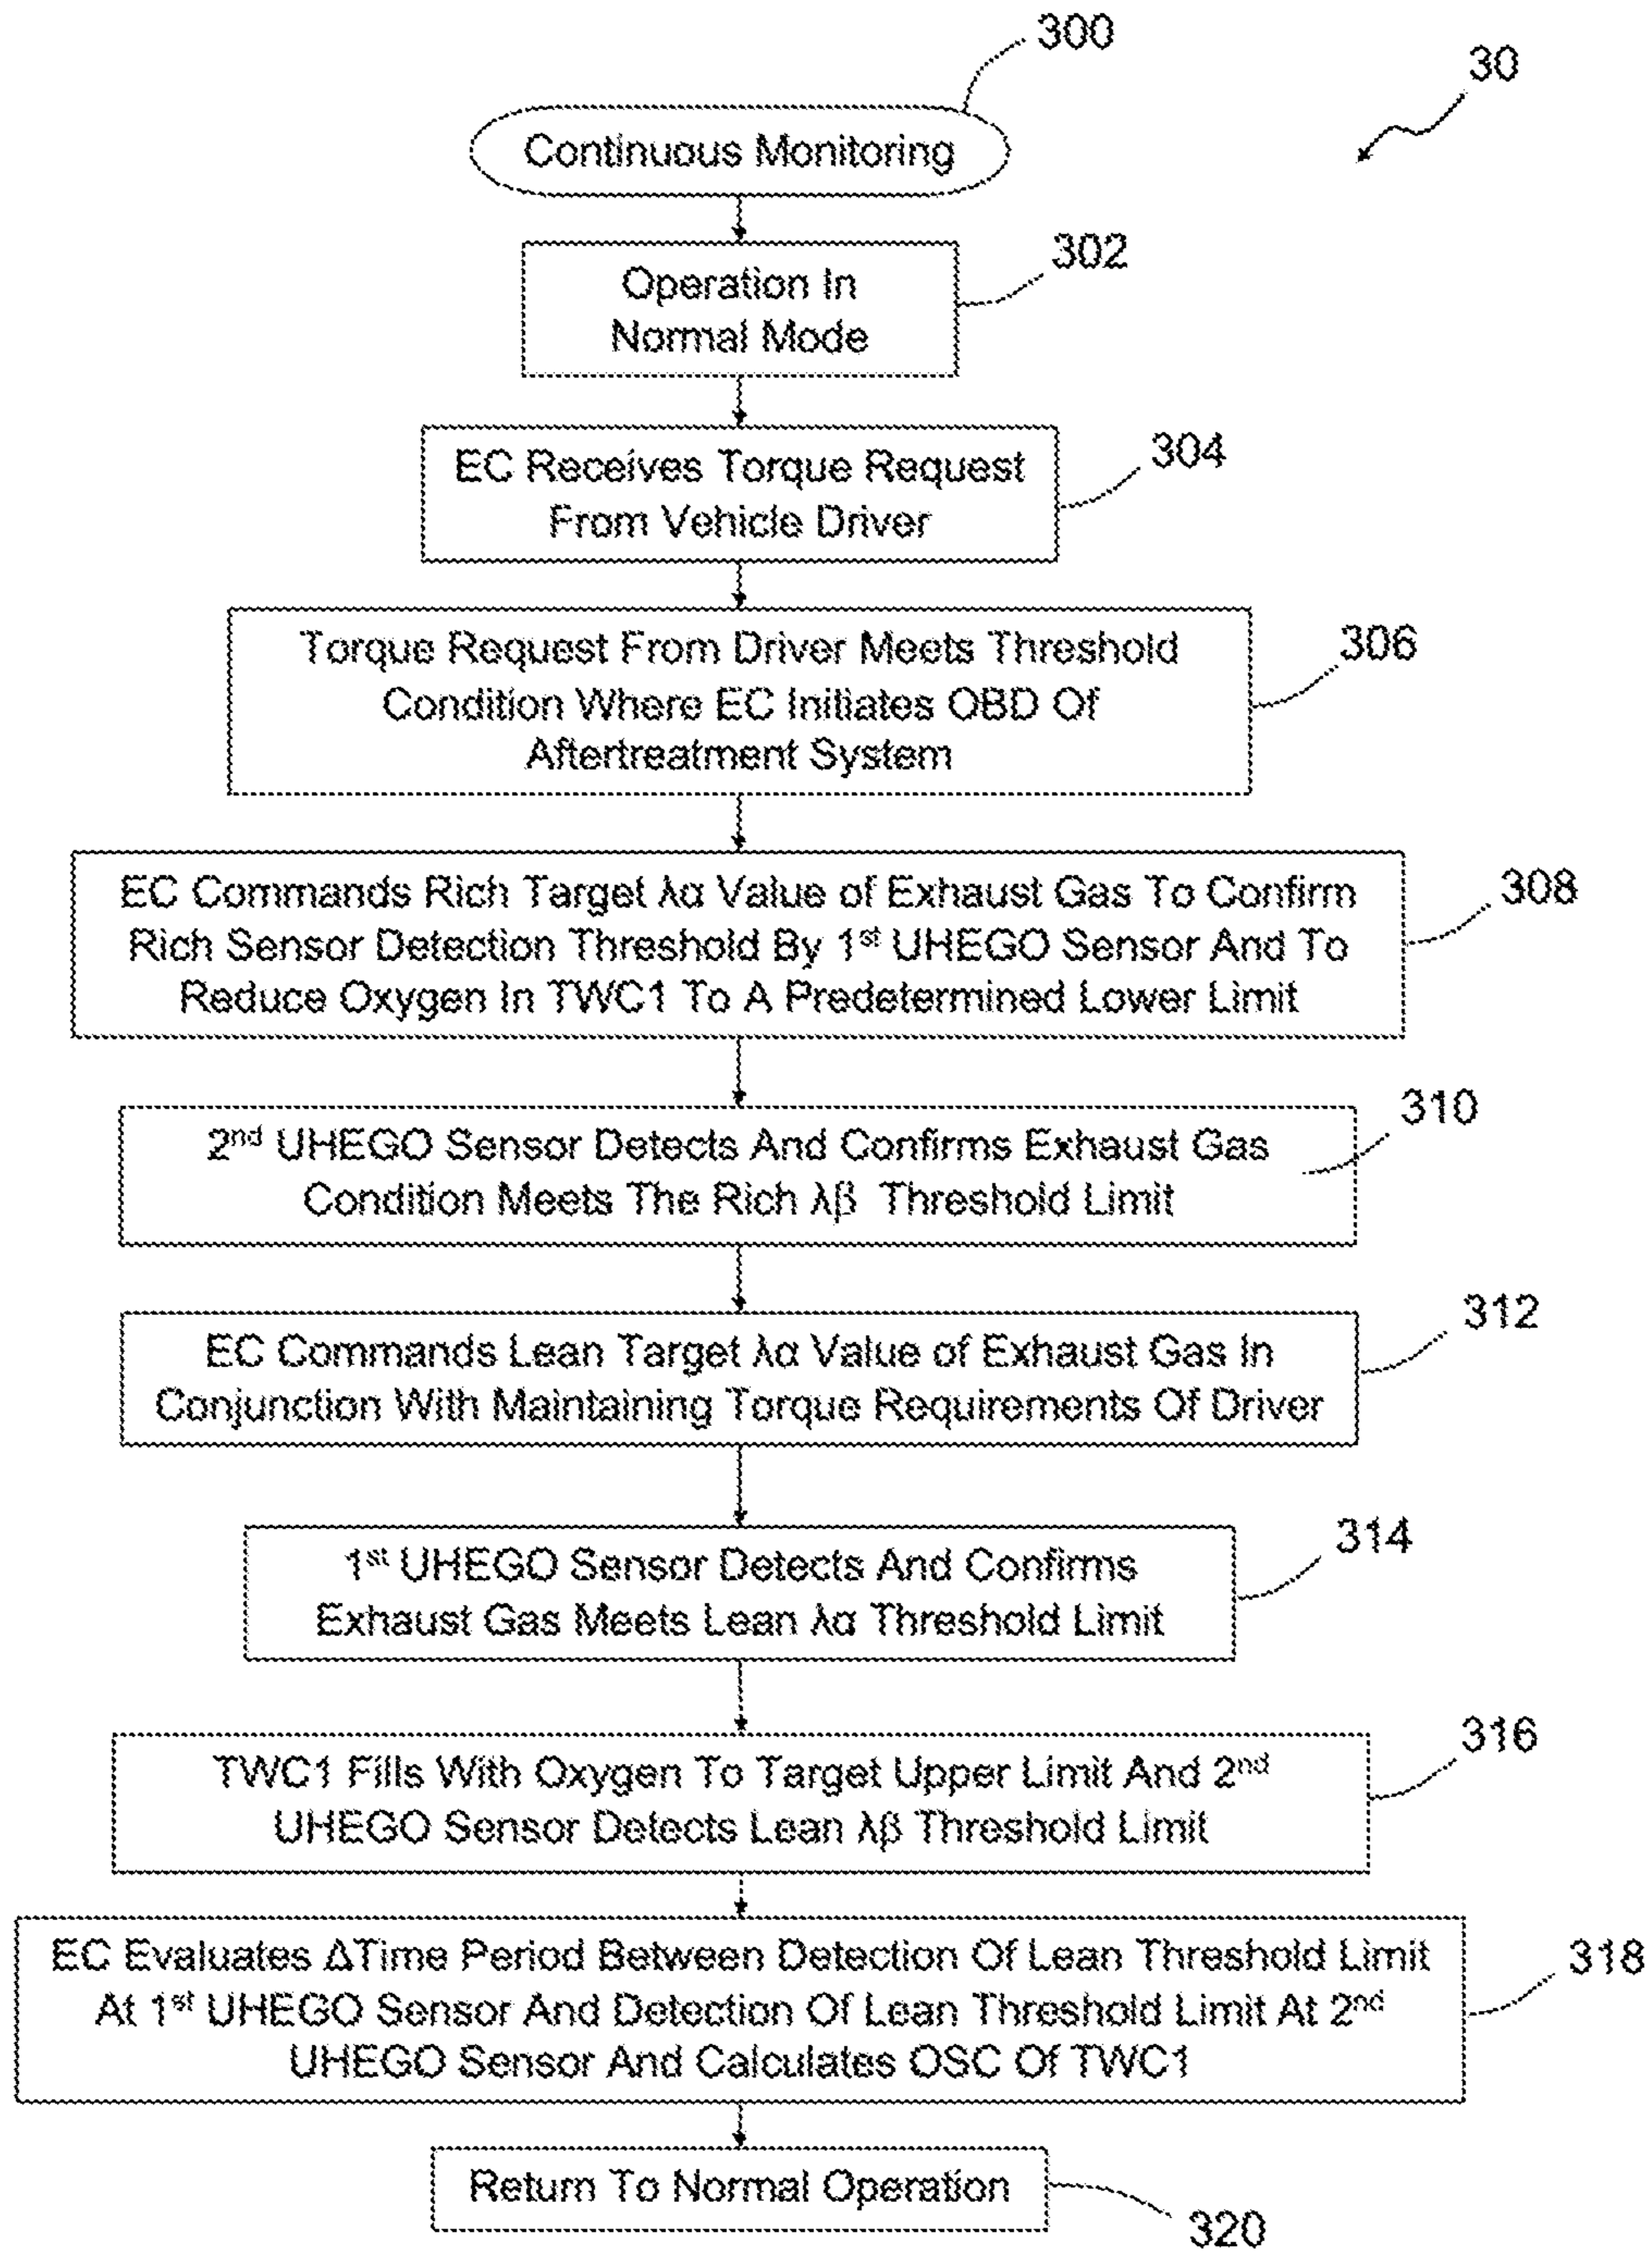 300
30
Continuous Monitoring
302
Operation In
Normal Mode
304
EC Receives Torque Request
From Vehicle Driver
306
Torque Request From Driver Meets Threshold
Condition Where EC Initiates OBD Of
Aftertreatment System
308
EC Commands Rich Target λα Value of Exhaust Gas To Confirm
Rich Sensor Detection Threshold By 1st UHEGO Sensor And To
Reduce Oxygen In TWC1 To A Predetermined Lower Limit
310
2nd UHEGO Sensor Detects And Confirms Exhaust Gas
Condition Meets The Rich λβ Threshold Limit
312
EC Commands Lean Target λα Value of Exhaust Gas In
Conjunction With Maintaining Torque Requirements Of Driver
314
1st UHEGO Sensor Detects And Confirms
Exhaust Gas Meets Lean λα Threshold Limit
316
TWC1 Fills With Oxygen To Target Upper Limit And 2nd
UHEGO Sensor Detects Lean λβ Threshold Limit
318
EC Evaluates ΔTime Period Between Detection Of Lean Threshold Limit
At 1st UHEGO Sensor And Detection Of Lean Threshold Limit At 2nd
UHEGO Sensor And Calculates OSC Of TWC1
Return To Normal Operation
320